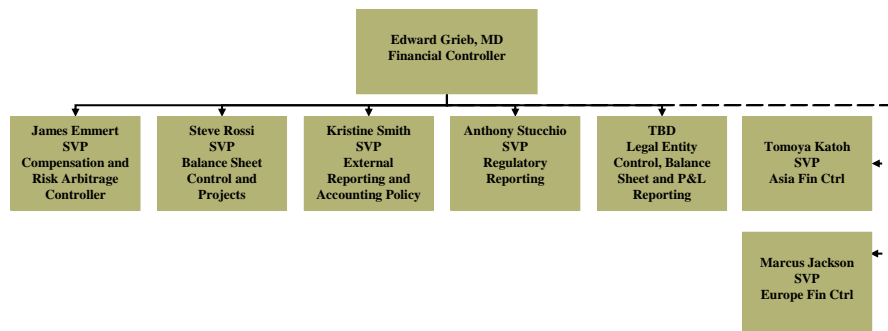 Edward Grieb, MD
Financial Controller
James Emmert
SVP
Compensation and
Risk Arbitrage
Controller
Steve Rossi
SVP
Balance Sheet
Control and
Projects
Kristine Smith
SVP
External
Reporting and
Accounting Policy
Anthony Stucchio
SVP
Regulatory
Reporting
TBD
Legal Entity
Control, Balance
Sheet and P&L
Reporting
Tomoya Katoh
SVP
Asia Fin Ctrl
Marcus Jackson
SVP
Europe Fin Ctrl